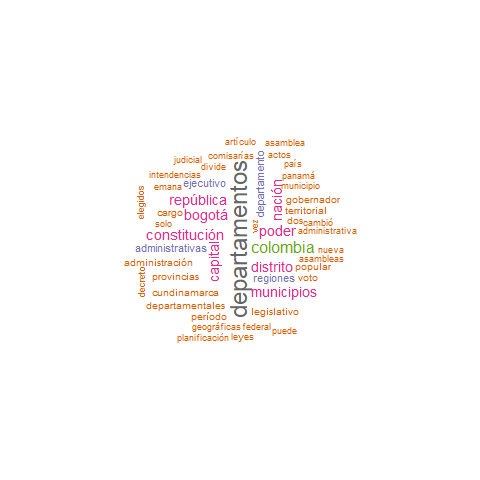 artículo
asamblea
judicial
comisarías
actos
divide
departamento
país
intendencias
panamá
emana
ejecutivo
municipio
elegidos
república
nación
gobernador
cargo
bogotá
territorial
solo
vez
dos
cambió
constitución
departamentos
poder
administrativa
administrativas
capital
colombia
nueva
asambleas
administración
distrito
popular
decreto
provincias
regiones
voto
cundinamarca
municipios
departamentales
legislativo
período
geográficas
federal
puede
planificación
leyes